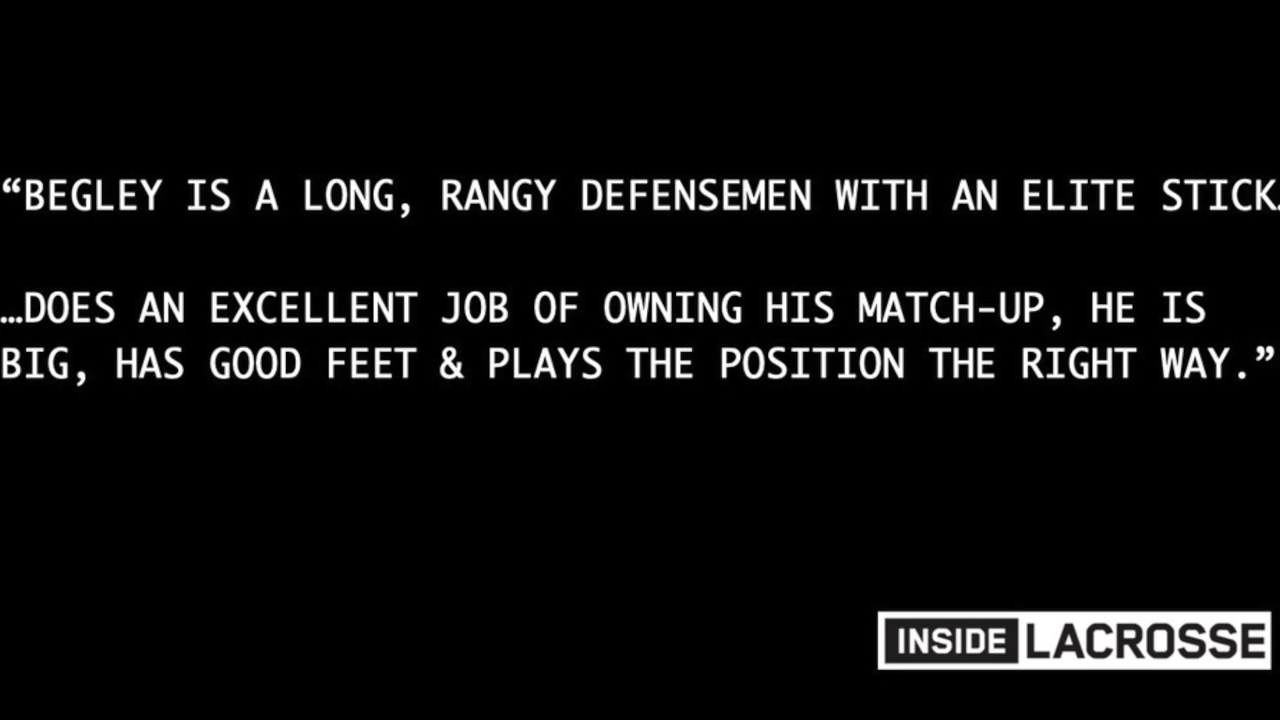 “BEGLEY IS A LONG, RANGY DEFENSEMEN WITH AN ELITE STICK.
…DOES AN EXCELLENT JOB OF OWNING HIS MATCH-UP, HE IS
BIG, HAS GOOD FEET & PLAYS THE POSITION THE RIGHT WAY.”
INSIDE LACROSSE